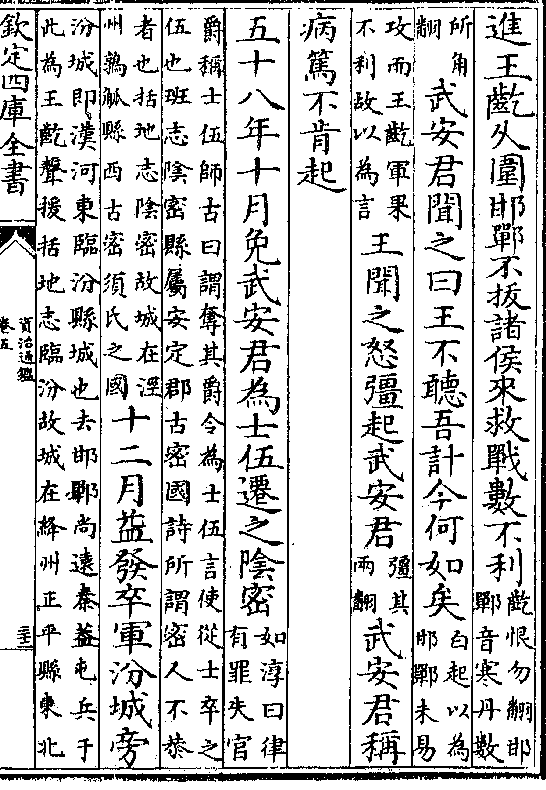 進王齕久圍邯鄲不拔諸侯來救戰數不利齕恨勿翻邯鄲音寒丹數
所角翻武安君聞之曰王不聽吾計今何如矣白起以為邯鄲未易
攻而王齕軍果不利故以為言王聞之怒彊起武安君彊其兩翻武安君稱
病篤不肯起
五十八年十月免武安君為士伍遷之陰密如淳曰律有罪失官
爵稱士伍師古曰謂奪其爵今為士伍言使從士卒之
伍也班志陰密縣屬安定郡古密國詩所謂密人不恭
者也括地志陰密故城在涇州鶉觚縣西古密須氏之國十二月益發卒軍汾城旁
汾城即漢河東臨汾縣城也去邯鄲尚遠秦益屯兵于
此為王齕聲援括地志臨汾故城在絳州正平縣東北
欽定四庫全書
資治通鑑
卷五